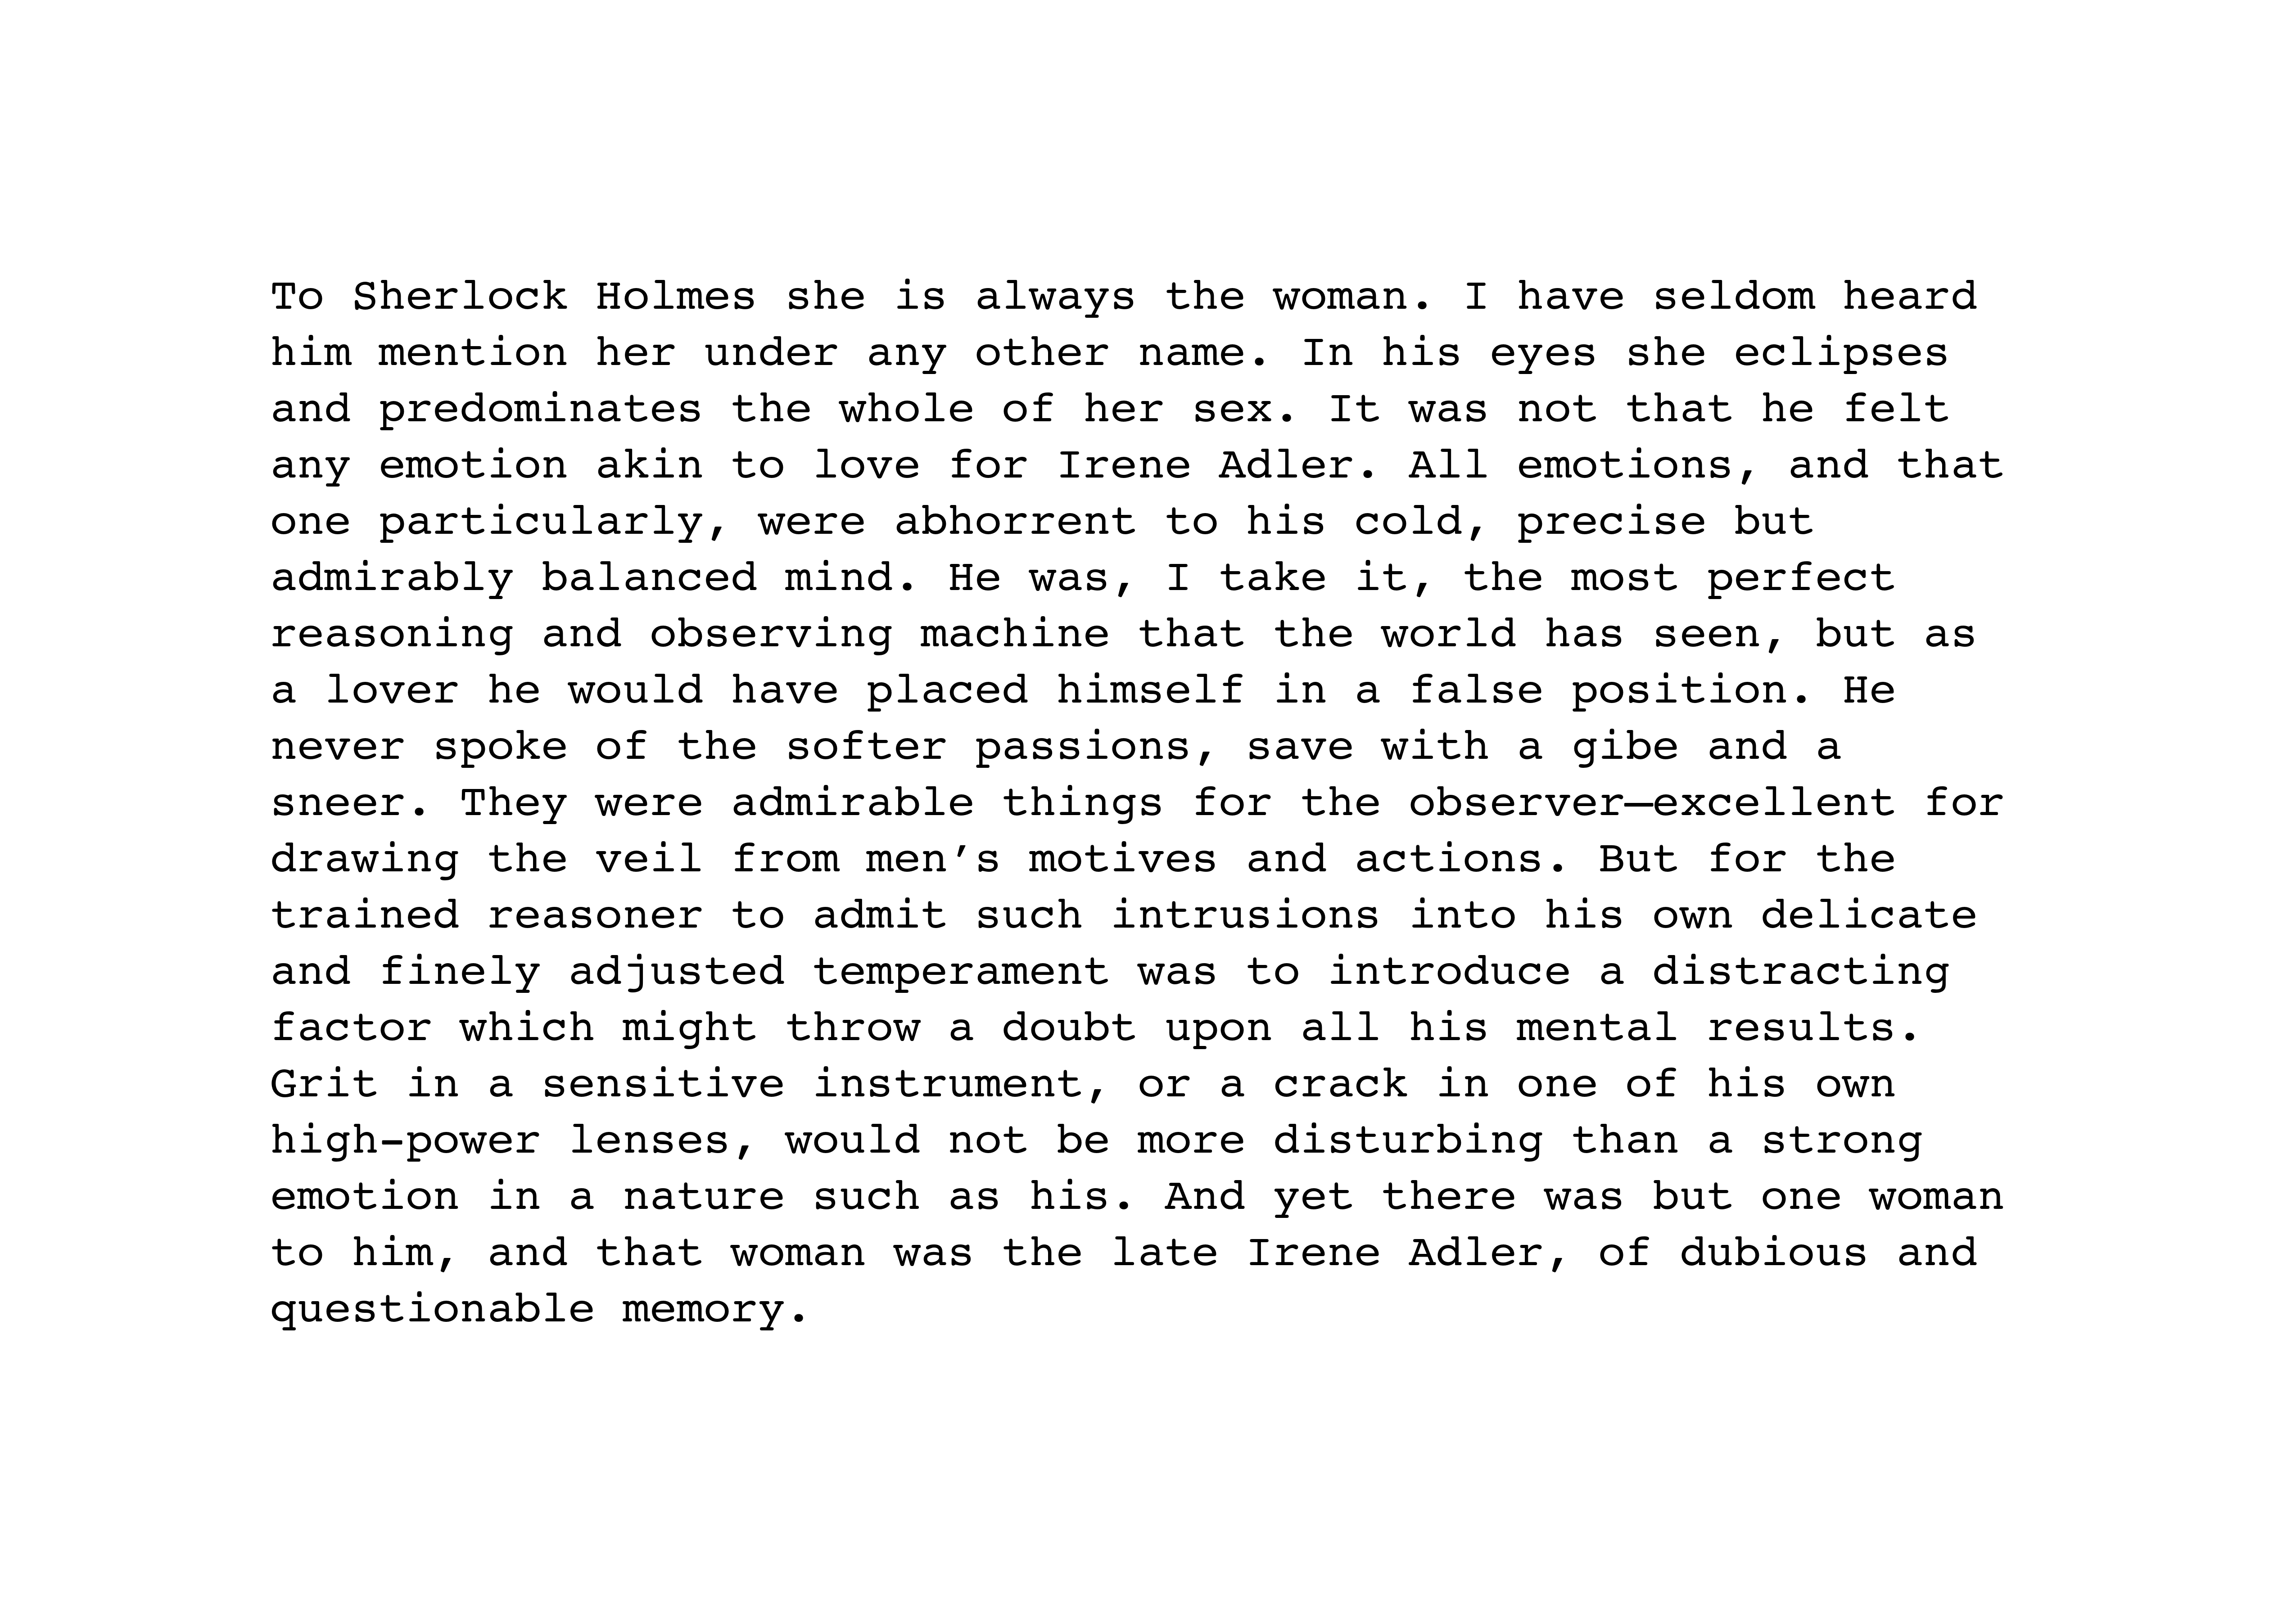 To Sherlock Holmes she is always the woman. I have seldom heard
him mention her under any other name. In his eyes she eclipses
and predominates the whole of her sex. It was not that he felt
any emotion akin to love for Irene Adler. All emotions, and that
one particularly, were abhorrent to his cold, precise but
admirably balanced mind. He was, I take it, the most perfect
reasoning and observing machine that the world has seen, but as
a lover he would have placed himself in a false position. He
never spoke of the softer passions, save with a gibe and a
sneer. They were admirable things for the observer—excellent for
drawing the veil from men’s motives and actions. But for the
trained reasoner to admit such intrusions into his own delicate
and finely adjusted temperament was to introduce a distracting
factor which might throw a doubt upon all his mental results.
Grit in a sensitive instrument, or a crack in one of his own
high-power lenses, would not be more disturbing than a strong
emotion in a nature such as his. And yet there was but one woman
to him, and that woman was the late Irene Adler, of dubious and
questionable memory.